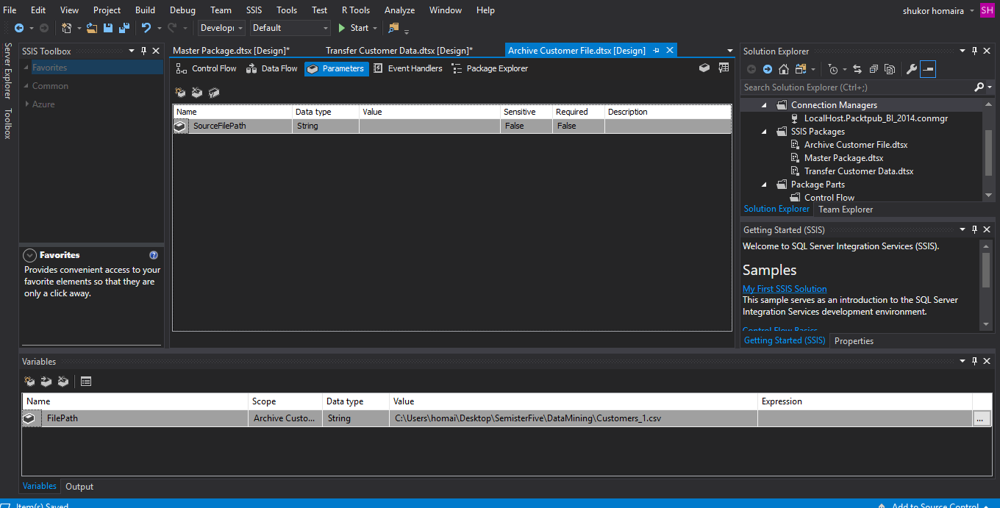 File Edit View Project Build Debug Team SSIS Tools Test R Tools Analyze Window Help
shukor homaira SH
Develop Default Start
Server Explorer
Toolbox
SSIS Toolbox
Favorites
Common
Azure
Favorites
Provides convenient access to your
favorite elements so that they are
only a click away.
Master Package.dtsx [Design]* Transfer Customer Data.dtsx [Design]* Archive Customer File.dtsx [Design]
Control Flow Data Flow Parameters Event Handlers Package Explorer
Name Data type Value Sensitive Required Description
SourceFilePath String False False
Solution Explorer
Search Solution Explorer (Ctrl+;)
Connection Managers
LocalHost.Packtpub_BI_2014.conmgr
SSIS Packages
Archive Customer File.dtsx
Master Package.dtsx
Transfer Customer Data.dtsx
Package Parts
Control Flow
Solution Explorer Team Explorer
Getting Started (SSIS)
Welcome to SQL Server Integration Services (SSIS).
Samples
My First SSIS Solution
This sample serves as an introduction to the SQL Server
Integration Services development environment.
Control Flow Basics
Getting Started (SSIS) Properties
Variables
Name Scope Data type Value Expression
FilePath Archive Custo... String C:\Users\homai\Desktop\SemisterFive\DataMining\Customers_1.csv ...
Variables Output
Item(s) Saved Add to Source Control